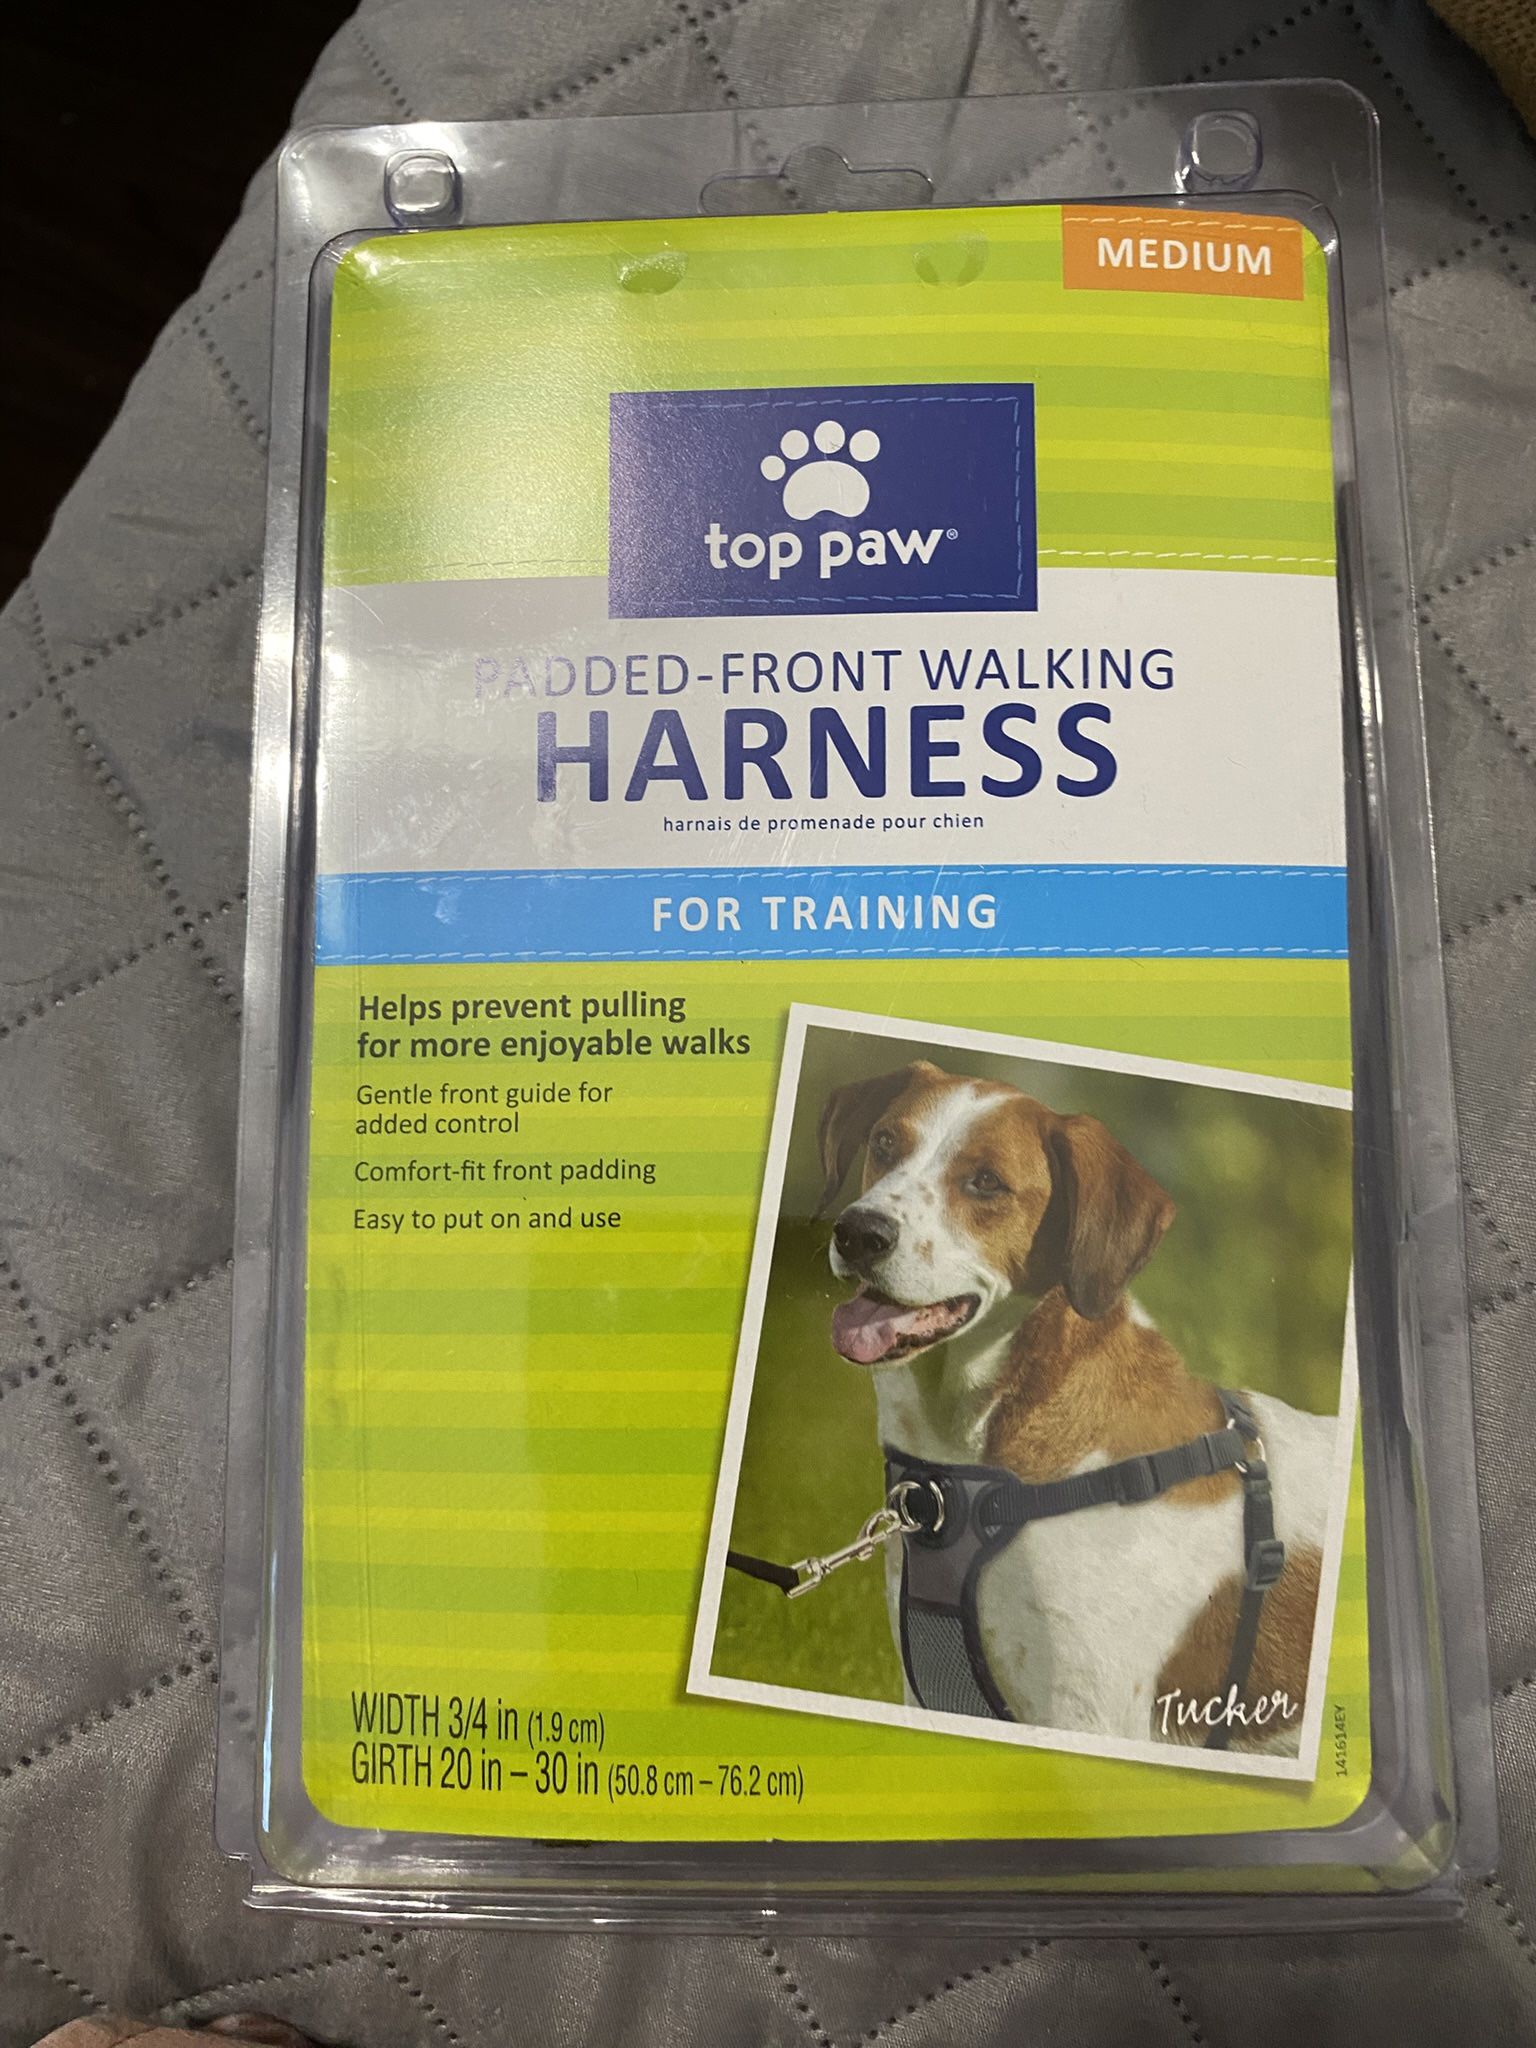 MEDIUM
top paw®
PADDED-FRONT WALKING
HARNESS
harnais de promenade pour chien
FOR TRAINING
Helps prevent pulling
for more enjoyable walks
Gentle front guide for
added control
Comfort-fit front padding
Easy to put on and use
Tucker
WIDTH 3/4 in (1.9 cm)
GIRTH 20 in – 30 in (50.8 cm – 76.2 cm)
141614EY